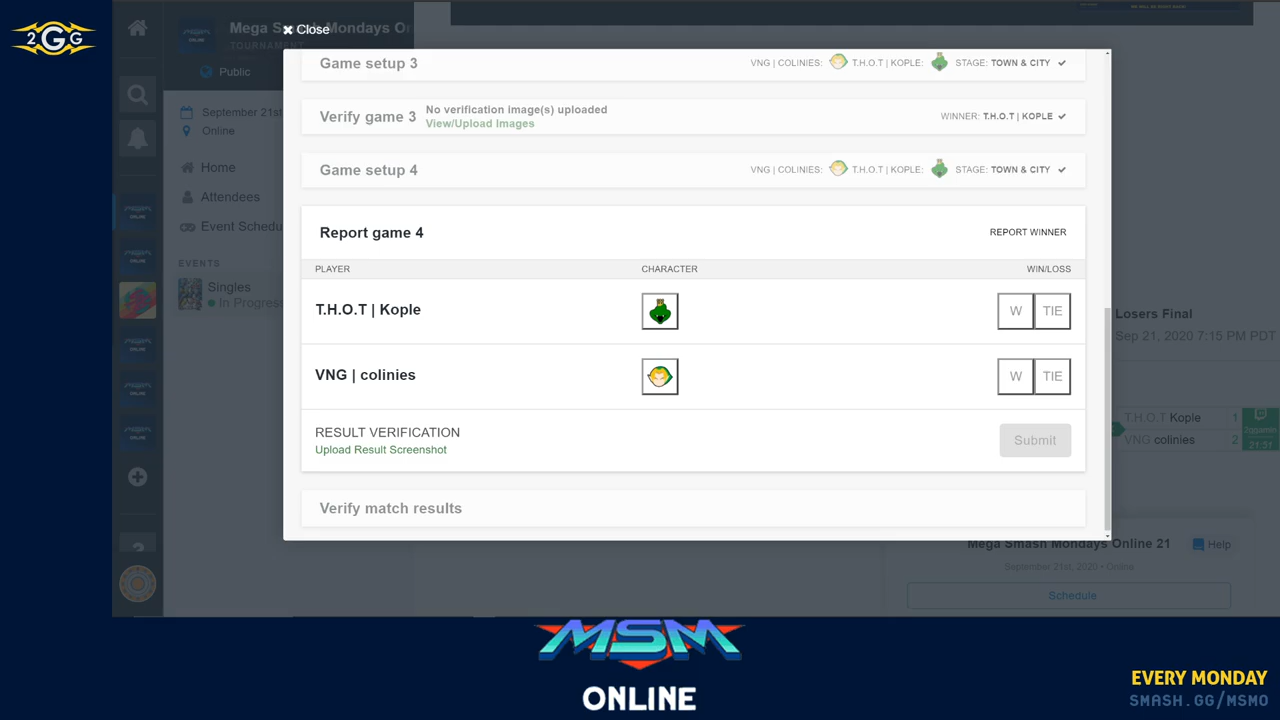 2GG
Mega Smash Mondays Or
TOURNAMENT
Public
Close
September 21st
Online
Home
Attendees
Event Schedu
EVENTS
Singles
In Progress
Game setup 3
VNG | COLINIES: T.H.O.T | KOPLE: STAGE: TOWN & CITY
Verify game 3
No verification image(s) uploaded
View/Upload Images
WINNER: T.H.O.T | KOPLE
Game setup 4
VNG | COLINIES: T.H.O.T | KOPLE: STAGE: TOWN & CITY
Report game 4
REPORT WINNER
PLAYER CHARACTER WIN/LOSS
T.H.O.T | Kople W TIE
VNG | colinies W TIE
RESULT VERIFICATION
Upload Result Screenshot
Submit
Verify match results
Losers Final
Sep 21, 2020 7:15 PM PDT
T.H.O.T Kople 1
VNG colinies 2
21:51
Mega Smash Mondays Online 21
Help
September 21st, 2020 • Online
Schedule
MSM
ONLINE
EVERY MONDAY
SMASH.GG/MSMO